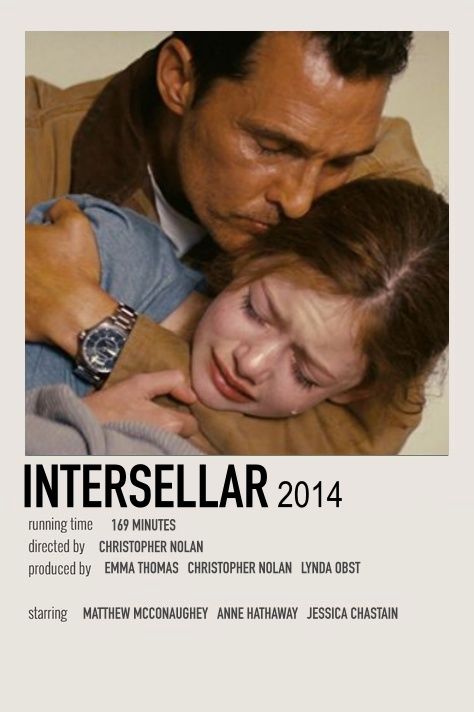 INTERSELLAR 2014
running time 169 MINUTES
directed by CHRISTOPHER NOLAN
produced by EMMA THOMAS CHRISTOPHER NOLAN LYNDA OBST
starring MATTHEW MCCONAUGHEY ANNE HATHAWAY JESSICA CHASTAIN